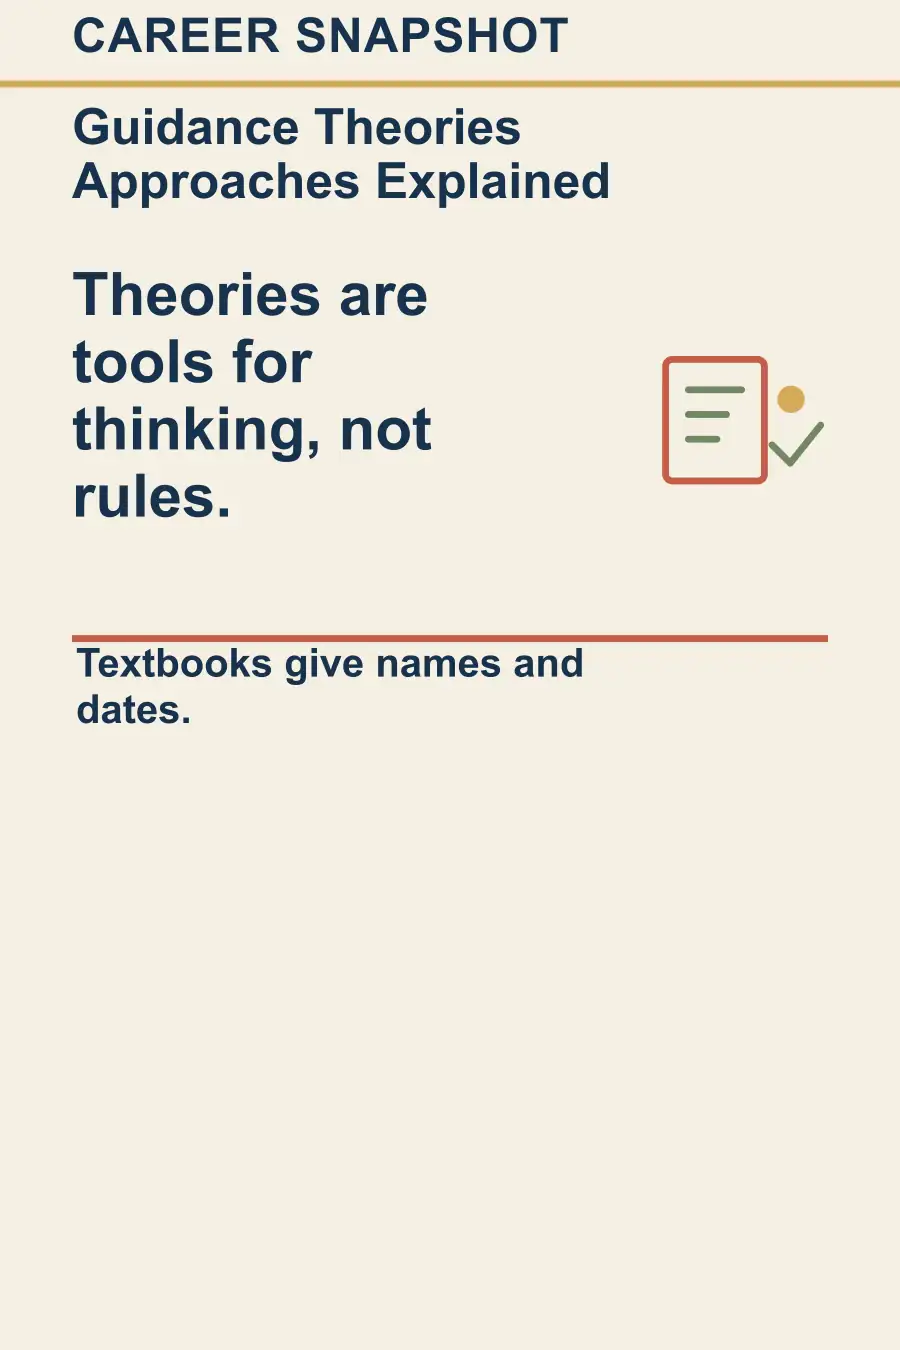 CAREER SNAPSHOT
Guidance Theories
Approaches Explained
Theories are
tools for
thinking, not
rules.
Textbooks give names and
dates.